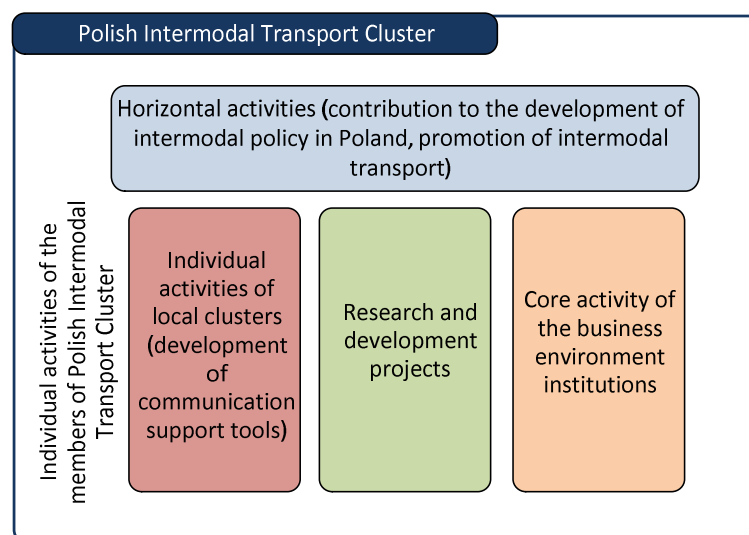 Polish Intermodal Transport Cluster
Horizontal activities (contribution to the development of
intermodal policy in Poland, promotion of intermodal
transport)
Individual activities of the
members of Polish Intermodal
Transport Cluster
Individual
activities of
local clusters
(development
of
communication
support tools)
Research and
development
projects
Core activity of
the business
environment
institutions